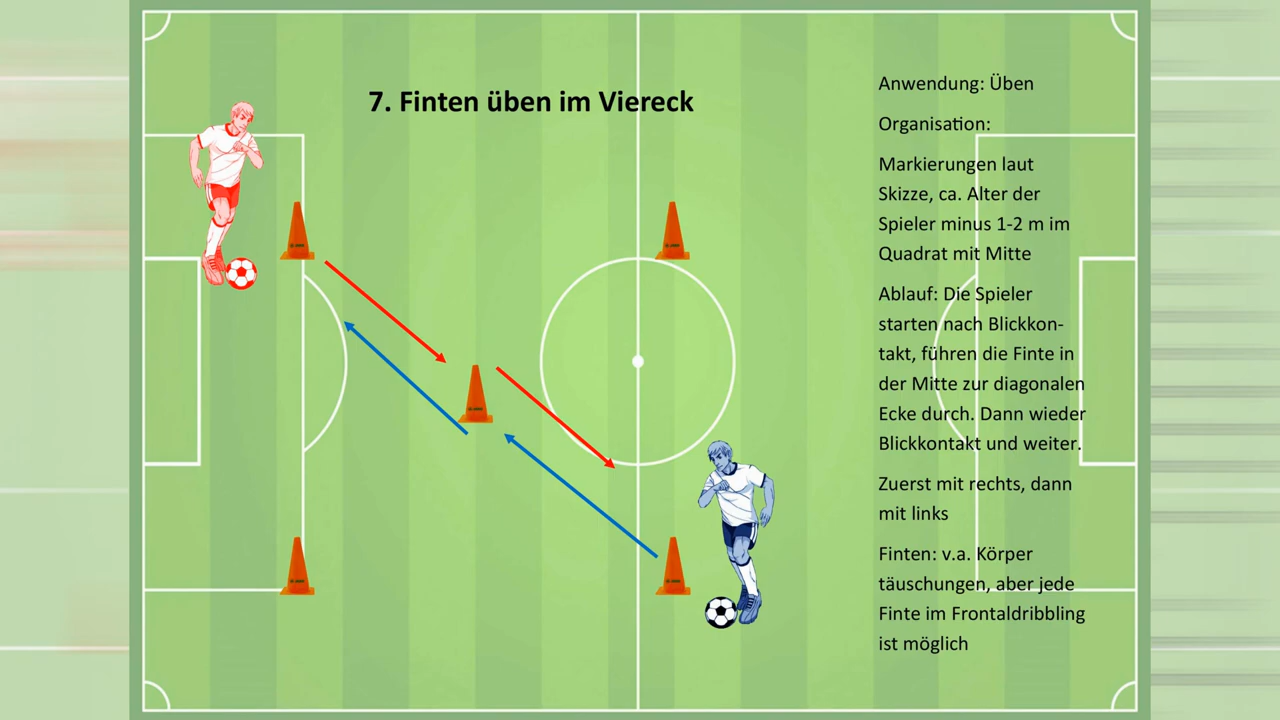 7. Finten üben im Viereck
Anwendung: Üben
Organisation:
Markierungen laut
Skizze, ca. Alter der
Spieler minus 1-2 m im
Quadrat mit Mitte
Ablauf: Die Spieler
starten nach Blickkon-
takt, führen die Finte in
der Mitte zur diagonalen
Ecke durch. Dann wieder
Blickkontakt und weiter.
Zuerst mit rechts, dann
mit links
Finten: v.a. Körper
täuschungen, aber jede
Finte im Frontaldribbling
ist möglich